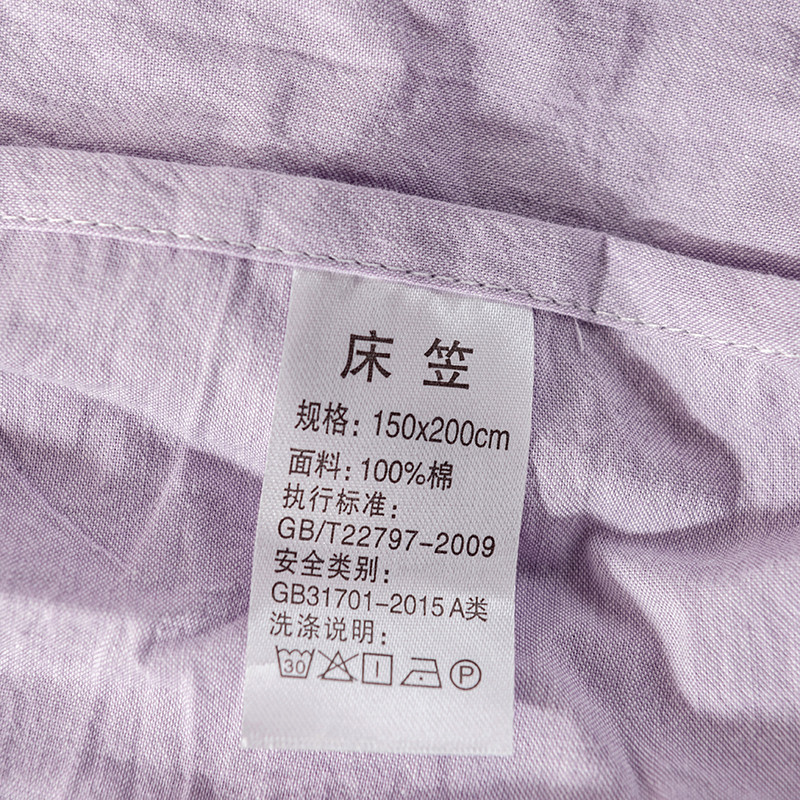 床笠
规格: 150x200cm
面料: 100%棉
执行标准:
GB/T22797-2009
安全类别:
GB31701-2015 A类
洗涤说明:
30 P